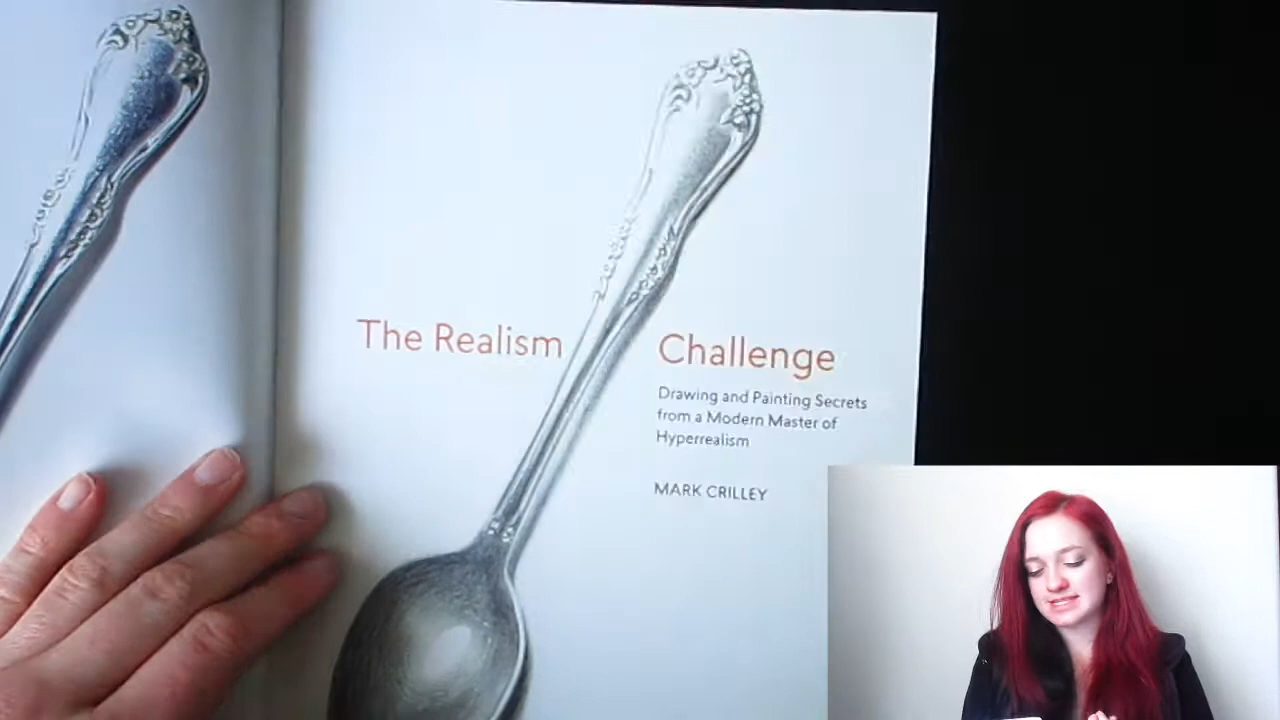 The Realism Challenge
Drawing and Painting Secrets
from a Modern Master of
Hyperrealism
MARK CRILLEY